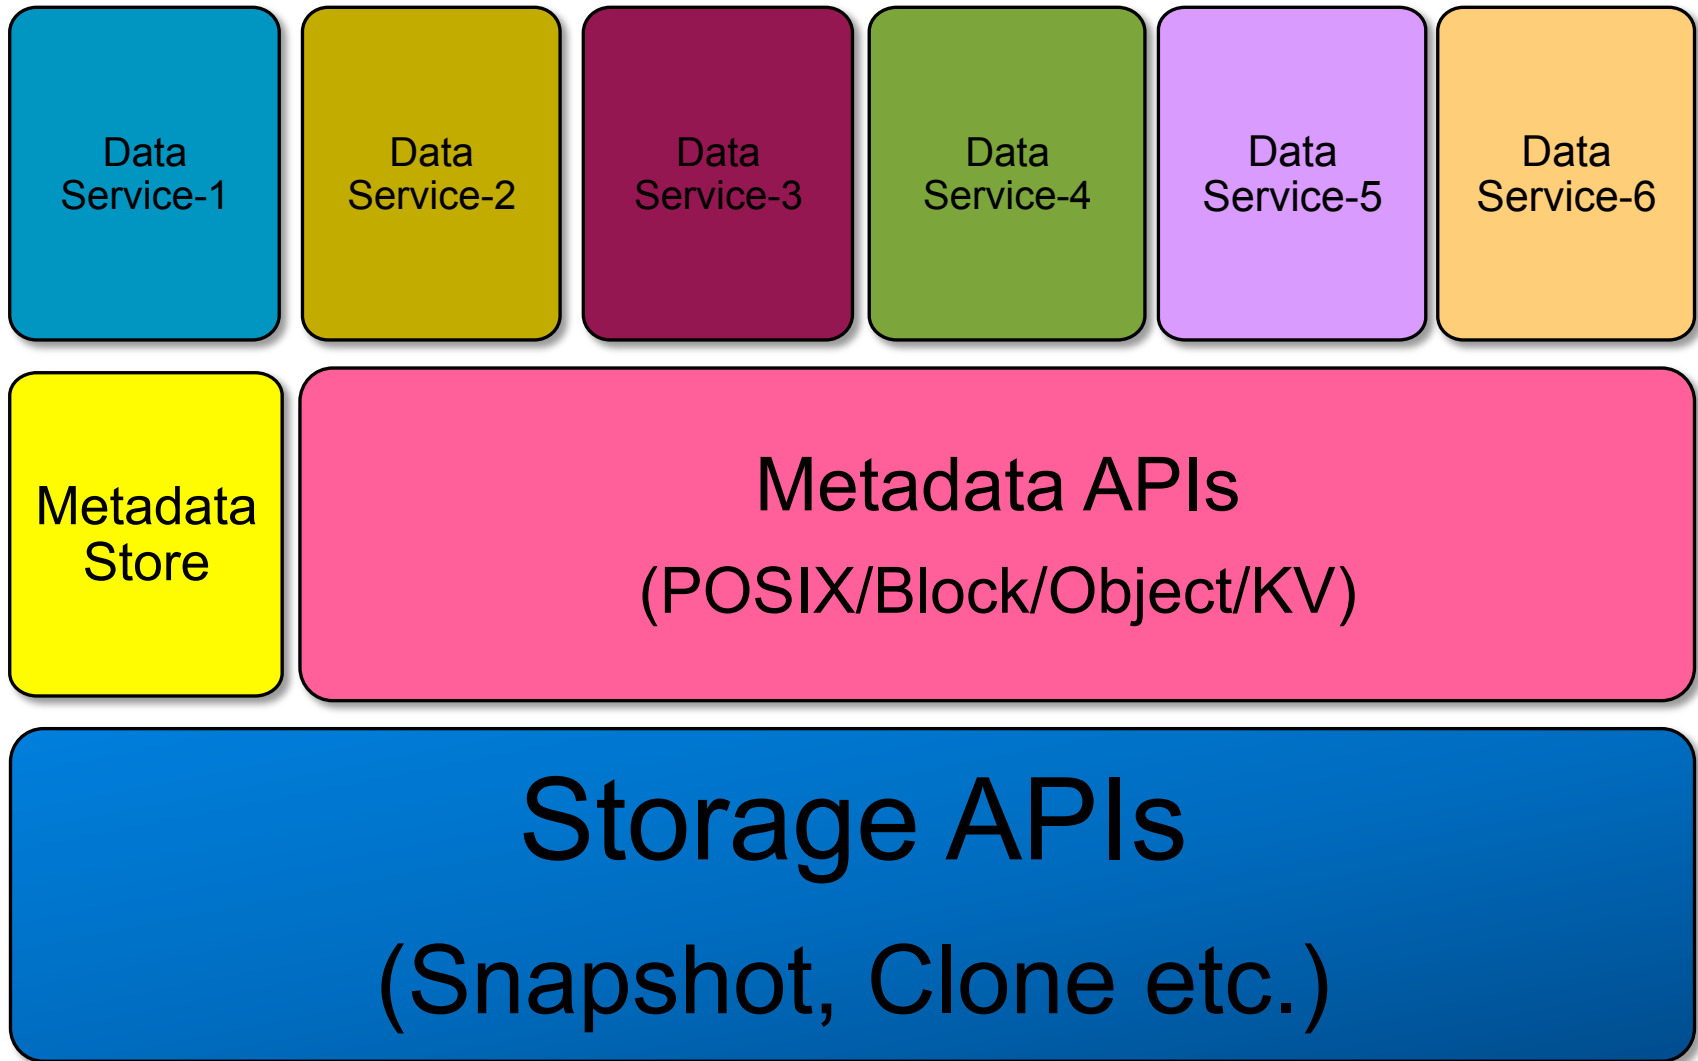 Data
Service-1
Data
Service-2
Data
Service-3
Data
Service-4
Data
Service-5
Data
Service-6
Metadata
Store
Metadata APIs
(POSIX/Block/Object/KV)
Storage APIs
(Snapshot, Clone etc.)